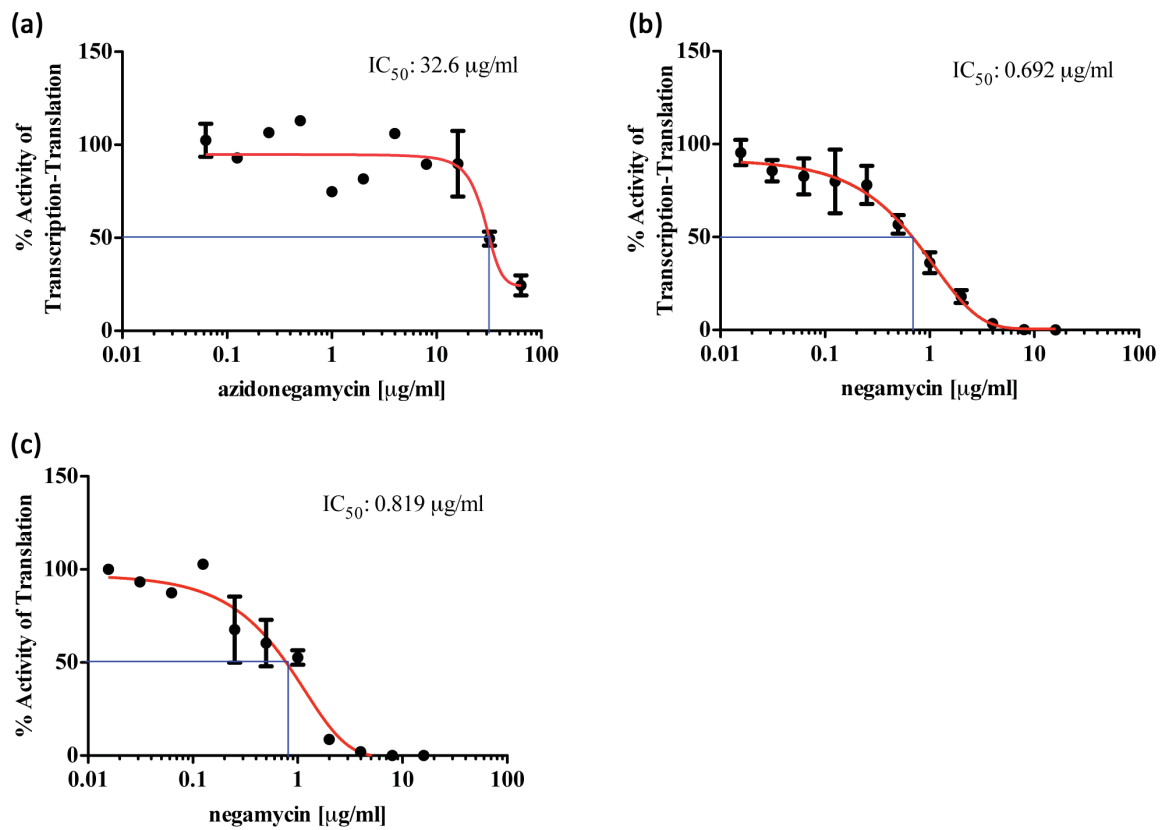 (a)
IC50: 32.6 μg/ml
% Activity of
Transcription-Translation
150
100
50
0
0.01 0.1 1 10 100
azidonegamycin [μg/ml]
(b)
IC50: 0.692 μg/ml
% Activity of
Transcription-Translation
150
100
50
0
0.01 0.1 1 10 100
negamycin [μg/ml]
(c)
IC50: 0.819 μg/ml
% Activity of Translation
150
100
50
0
0.01 0.1 1 10 100
negamycin [μg/ml]